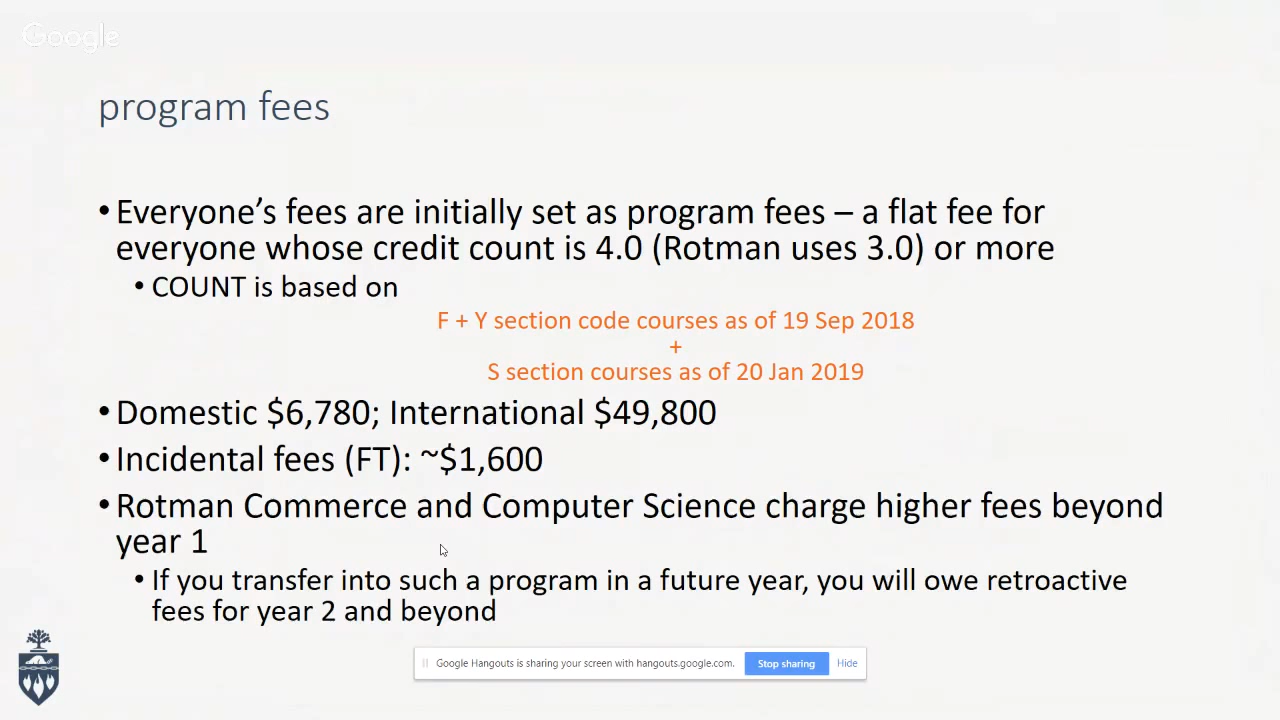 Google
program fees
• Everyone’s fees are initially set as program fees – a flat fee for
everyone whose credit count is 4.0 (Rotman uses 3.0) or more
• COUNT is based on
F + Y section code courses as of 19 Sep 2018
+
S section courses as of 20 Jan 2019
• Domestic $6,780; International $49,800
• Incidental fees (FT): ~$1,600
• Rotman Commerce and Computer Science charge higher fees beyond
year 1
• If you transfer into such a program in a future year, you will owe retroactive
fees for year 2 and beyond
Google Hangouts is sharing your screen with hangouts.google.com. Stop sharing Hide